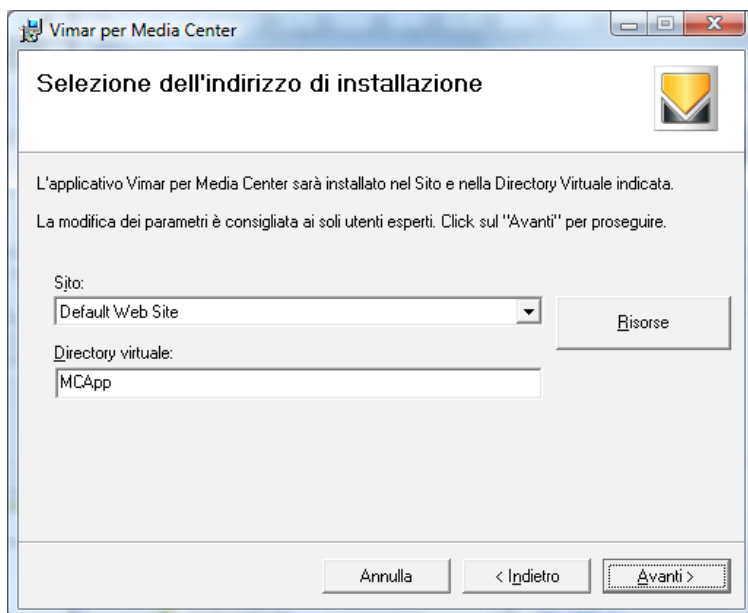 Vimar per Media Center
Selezione dell'indirizzo di installazione
L'applicativo Vimar per Media Center sarà installato nel Sito e nella Directory Virtuale indicata.
La modifica dei parametri è consigliata ai soli utenti esperti. Click sul "Avanti" per proseguire.
Sito:
Default Web Site
Risorse
Directory virtuale:
MCApp
Annulla
< Indietro
Avanti >